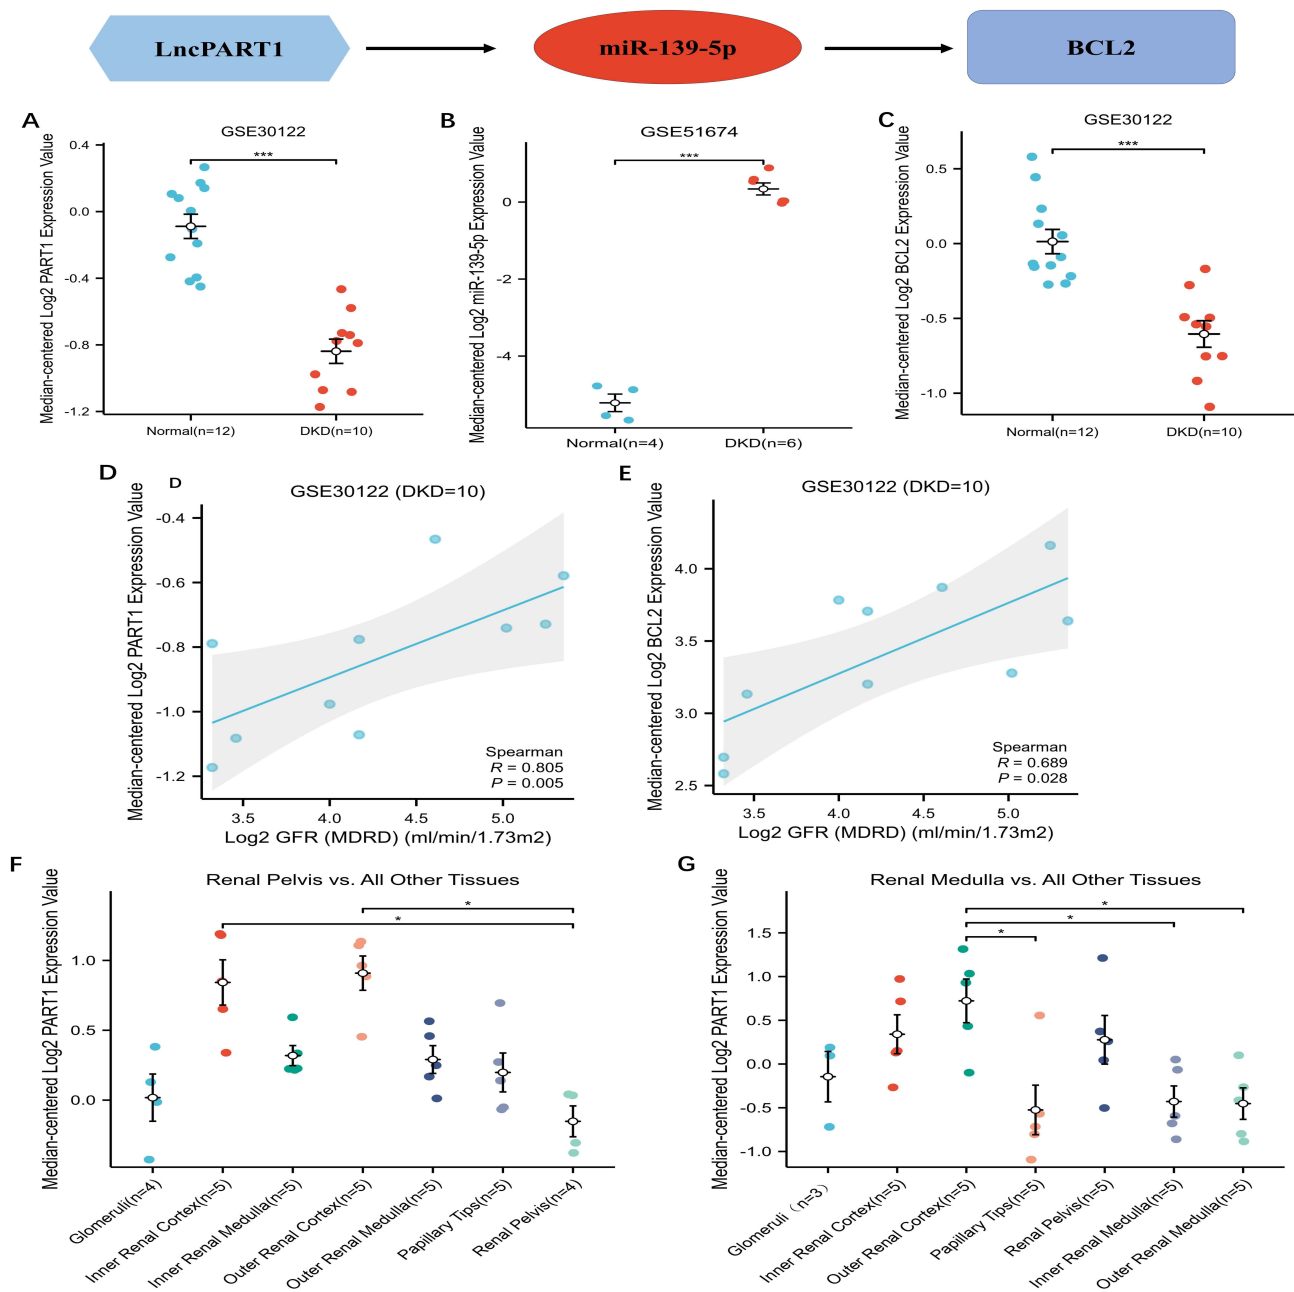 LncPART1
miR-139-5p
BCL2
A
GSE30122
***
Median-centered Log2 PART1 Expression Value
0.4
0.0
-0.4
-0.8
-1.2
Normal(n=12)
DKD(n=10)
B
GSE51674
***
Median-centered Log2 miR-139-5p Expression Value
0
-2
-4
Normal(n=4)
DKD(n=6)
C
GSE30122
***
Median-centered Log2 BCL2 Expression Value
0.5
0.0
-0.5
-1.0
Normal(n=12)
DKD(n=10)
D
D
GSE30122 (DKD=10)
Median-centered Log2 PART1 Expression Value
-0.4
-0.6
-0.8
-1.0
-1.2
Spearman
R = 0.805
P = 0.005
3.5
4.0
4.5
5.0
Log2 GFR (MDRD) (ml/min/1.73m2)
E
GSE30122 (DKD=10)
Median-centered Log2 BCL2 Expression Value
4.0
3.5
3.0
2.5
Spearman
R = 0.689
P = 0.028
3.5
4.0
4.5
5.0
Log2 GFR (MDRD) (ml/min/1.73m2)
F
Renal Pelvis vs. All Other Tissues
*
*
Median-centered Log2 PART1 Expression Value
1.0
0.5
0.0
Glomeruli(n=4)
Inner Renal Cortex(n=5)
Inner Renal Medulla(n=5)
Outer Renal Cortex(n=5)
Outer Renal Medulla(n=5)
Papillary Tips(n=5)
Renal Pelvis(n=4)
G
Renal Medulla vs. All Other Tissues
*
*
*
Median-centered Log2 PART1 Expression Value
1.5
1.0
0.5
0.0
-0.5
-1.0
Glomeruli（n=3）
Inner Renal Cortex(n=5)
Outer Renal Cortex(n=5)
Papillary Tips(n=5)
Renal Pelvis(n=5)
Inner Renal Medulla(n=5)
Outer Renal Medulla(n=5)